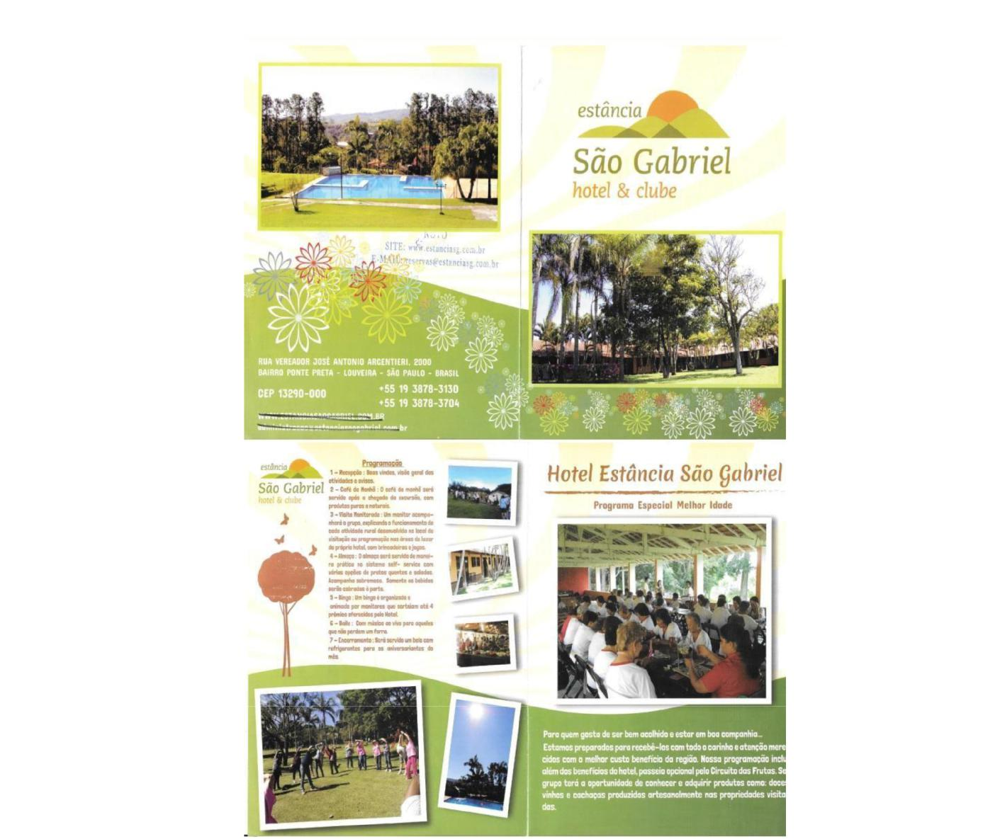 SITE: www.estanciasg.com.br
E-MAIL: reservas@estanciasg.com.br
RUA VEREADOR JOSÉ ANTONIO ARGENTIERI, 2000
BAIRRO PONTE PRETA - LOUVEIRA - SÃO PAULO - BRASIL
CEP 13290-000
+55 19 3878-3130
+55 19 3878-3704
WWW.ESTANCIASAOGABRIEL.COM.BR
administracao@estanciasaogabriel.com.br
estância
São Gabriel
hotel & clube
estância
São Gabriel
hotel & clube
Programação
1 - Recepção : Boas vindas, visão geral das
atividades e avisos.
2 - Café da Manhã : O café da manhã será
servido após a chegada da excursão, com
produtos puros e naturais.
3 - Visita Monitorada : Um monitor acompa-
nhará o grupo, explicando o funcionamento de
cada atividade rural desenvolvida no local de
visitação ou programação nas áreas de lazer
do próprio hotel, com brincadeiras e jogos.
4 - Almoço : O almoço será servido de manei-
ra prática no sistema self- service com
várias opções de pratos quentes e saladas.
Acompanha sobremesa. Somente as bebidas
serão cobradas à parte.
5 - Bingo : Um bingo é organizado e
animado por monitores que sorteiam até 4
prêmios oferecidos pelo Hotel.
6 - Baile : Com música ao vivo para aqueles
que não perdem um farra.
7 - Encerramento : Será servido um bolo com
refrigerantes para os aniversariantes do
mês.
Hotel Estância São Gabriel
Programa Especial Melhor Idade
Para quem gosta de ser bem acolhido e estar em boa companhia...
Estamos preparados para recebê-los com todo o carinho e atenção mere
cidos com o melhor custo benefício da região. Nossa programação inclu
além dos benefícios do hotel, passeio opcional pelo Circuito das Frutas. Se
grupo terá a oportunidade de conhecer e adquirir produtos como: doces
vinhos e cachaças produzidas artesanalmente nas propriedades visita
das.